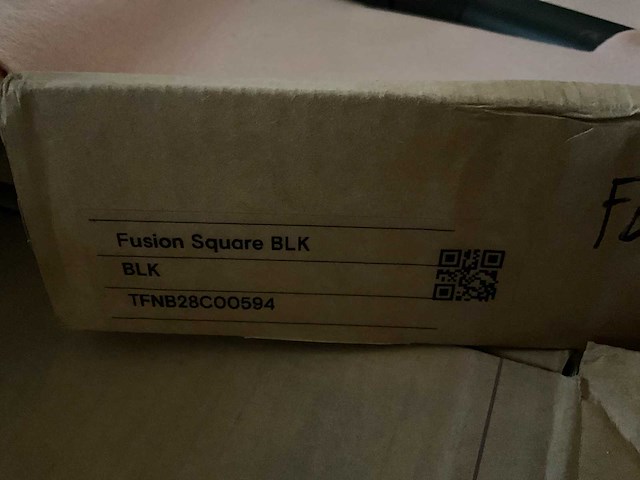 Fusion Square BLK
BLK
TFNB28C00594